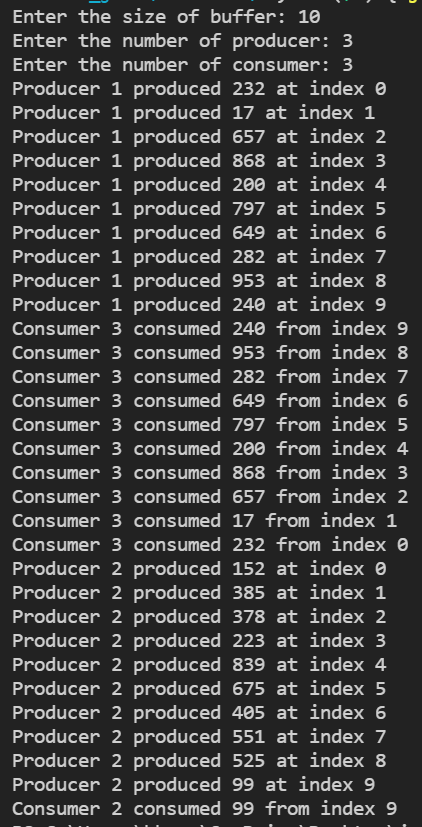 Enter the size of buffer: 10
Enter the number of producer: 3
Enter the number of consumer: 3
Producer 1 produced 232 at index 0
Producer 1 produced 17 at index 1
Producer 1 produced 657 at index 2
Producer 1 produced 868 at index 3
Producer 1 produced 200 at index 4
Producer 1 produced 797 at index 5
Producer 1 produced 649 at index 6
Producer 1 produced 282 at index 7
Producer 1 produced 953 at index 8
Producer 1 produced 240 at index 9
Consumer 3 consumed 240 from index 9
Consumer 3 consumed 953 from index 8
Consumer 3 consumed 282 from index 7
Consumer 3 consumed 649 from index 6
Consumer 3 consumed 797 from index 5
Consumer 3 consumed 200 from index 4
Consumer 3 consumed 868 from index 3
Consumer 3 consumed 657 from index 2
Consumer 3 consumed 17 from index 1
Consumer 3 consumed 232 from index 0
Producer 2 produced 152 at index 0
Producer 2 produced 385 at index 1
Producer 2 produced 378 at index 2
Producer 2 produced 223 at index 3
Producer 2 produced 839 at index 4
Producer 2 produced 675 at index 5
Producer 2 produced 405 at index 6
Producer 2 produced 551 at index 7
Producer 2 produced 525 at index 8
Producer 2 produced 99 at index 9
Consumer 2 consumed 99 from index 9